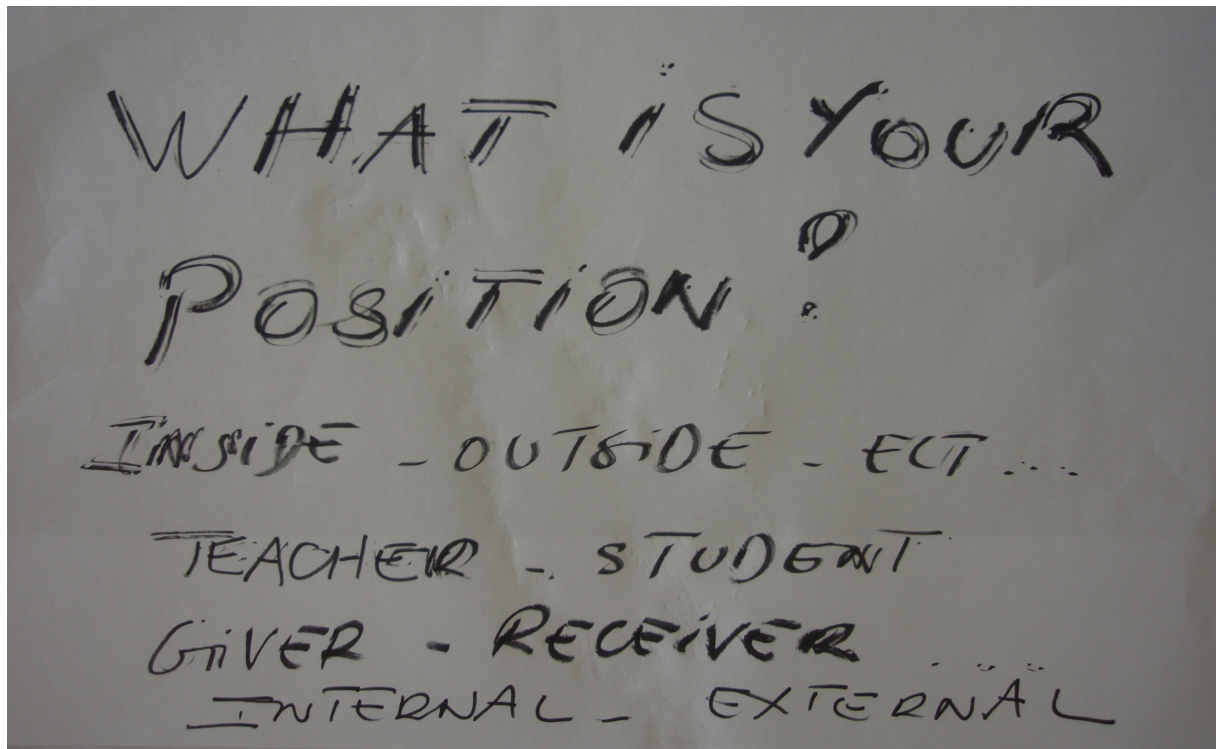 WHAT iS YOUR
POSiTiON?
INSiDE - OUTSiDE - ECT....
TEACHER - STUDENT
GiVER - RECEiVER ....
INTERNAL - EXTERNAL